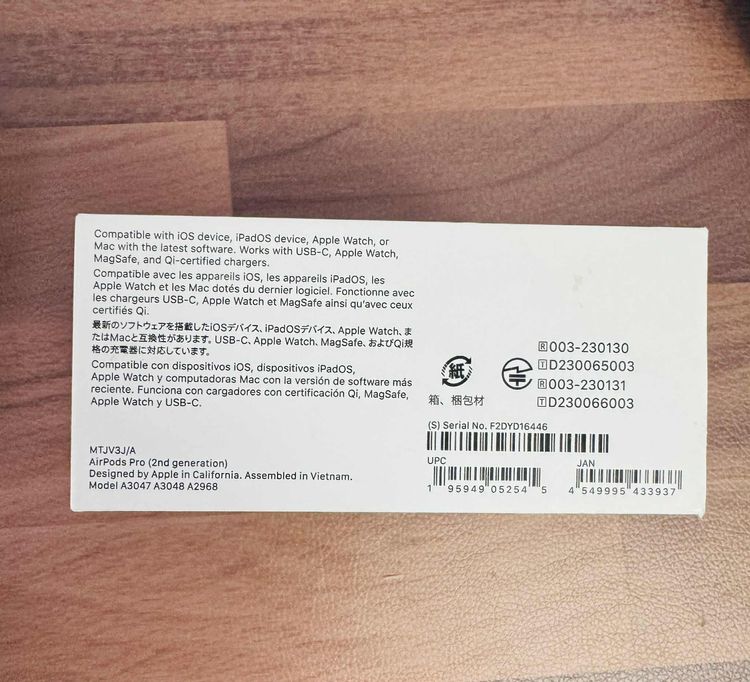 Compatible with iOS device, iPadOS device, Apple Watch, or
Mac with the latest software. Works with USB-C, Apple Watch,
MagSafe, and Qi-certified chargers.
Compatible avec les appareils iOS, les appareils iPadOS, les
Apple Watch et les Mac dotés du dernier logiciel. Fonctionne avec
les chargeurs USB-C, Apple Watch et MagSafe ainsi qu'avec ceux
certifiés Qi.
最新のソフトウェアを搭載したiOSデバイス、iPadOSデバイス、Apple Watch、ま
たはMacと互換性があります。USB-C、Apple Watch、MagSafe、およびQi規
格の充電器に対応しています。
Compatible con dispositivos iOS, dispositivos iPadOS,
Apple Watch y computadoras Mac con la versión de software más
reciente. Funciona con cargadores con certificación Qi, MagSafe,
Apple Watch y USB-C.
MTJV3J/A
AirPods Pro (2nd generation)
Designed by Apple in California. Assembled in Vietnam.
Model A3047 A3048 A2968
紙
箱、梱包材
R 003-230130
T D230065003
R 003-230131
T D230066003
(S) Serial No. F2DYD16446
UPC
1 95949 05254 5
JAN
4 549995 433937